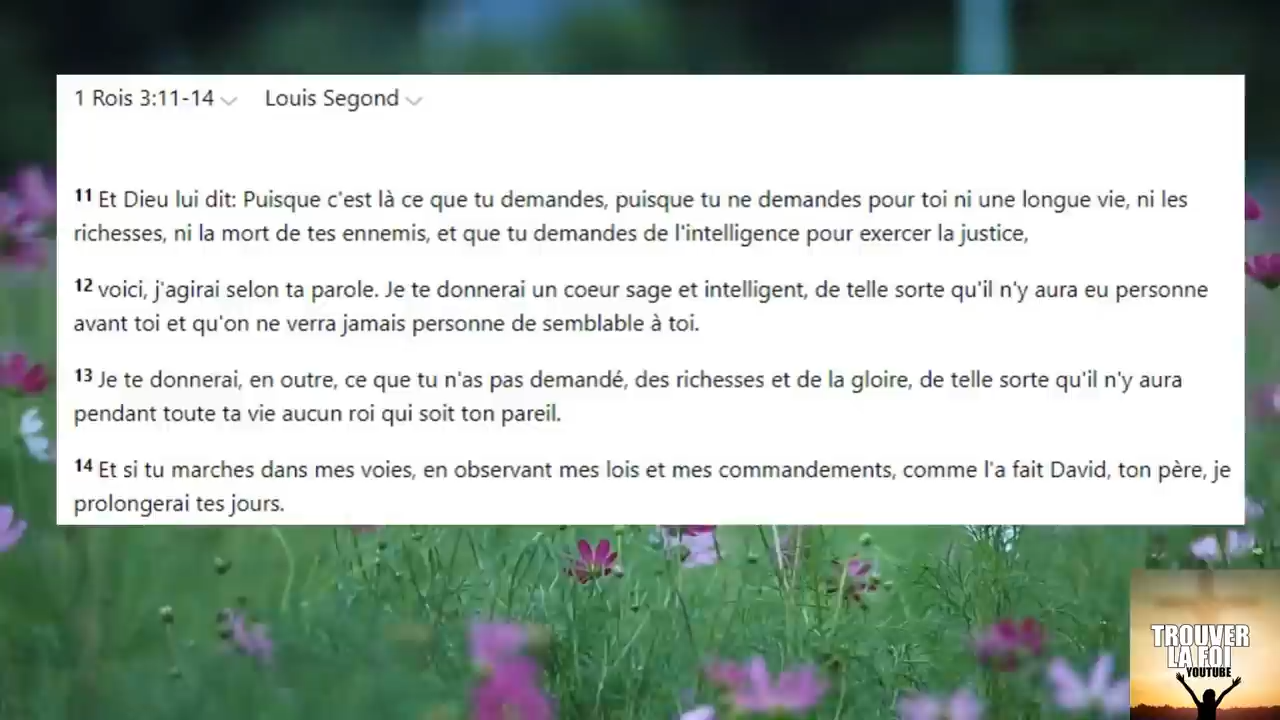 1 Rois 3:11-14 Louis Segond
11 Et Dieu lui dit: Puisque c'est là ce que tu demandes, puisque tu ne demandes pour toi ni une longue vie, ni les
richesses, ni la mort de tes ennemis, et que tu demandes de l'intelligence pour exercer la justice,
12 voici, j'agirai selon ta parole. Je te donnerai un coeur sage et intelligent, de telle sorte qu'il n'y aura eu personne
avant toi et qu'on ne verra jamais personne de semblable à toi.
13 Je te donnerai, en outre, ce que tu n'as pas demandé, des richesses et de la gloire, de telle sorte qu'il n'y aura
pendant toute ta vie aucun roi qui soit ton pareil.
14 Et si tu marches dans mes voies, en observant mes lois et mes commandements, comme l'a fait David, ton père, je
prolongerai tes jours.
TROUVER
LA FOI
YOUTUBE